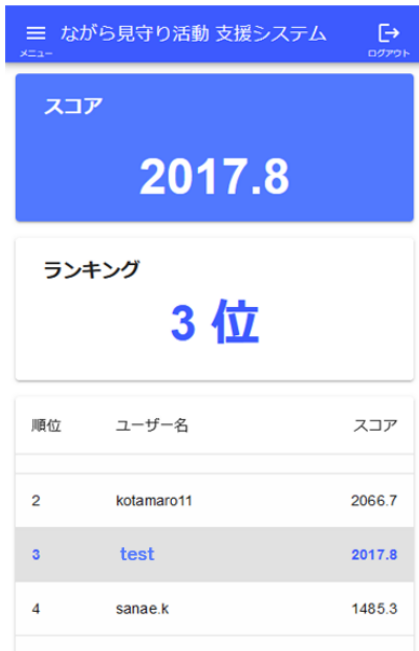 ながら見守り活動 支援システム
メニュー
ログアウト
スコア
2017.8
ランキング
3 位
順位 ユーザー名 スコア
2 kotamaro11 2066.7
3 test 2017.8
4 sanae.k 1485.3